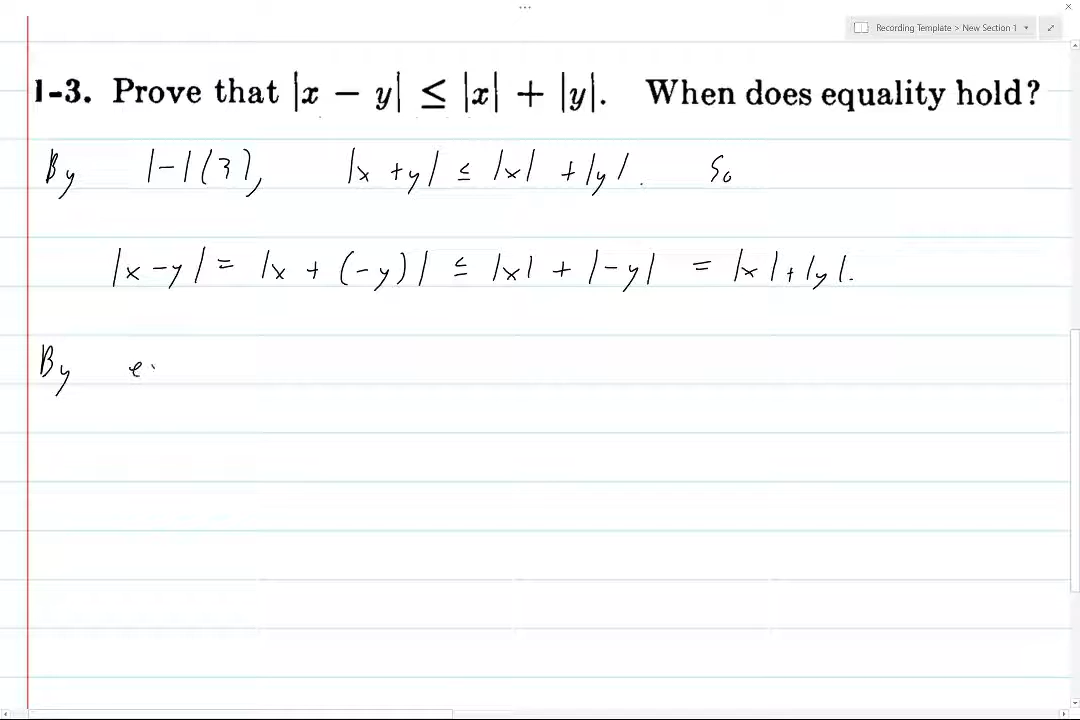 Recording Template > New Section 1
1-3. Prove that |x − y| ≤ |x| + |y|. When does equality hold?
By 1-1(3), |x + y| ≤ |x| + |y|. So
|x − y| = |x + (−y)| ≤ |x| + |−y| = |x| + |y|.
By